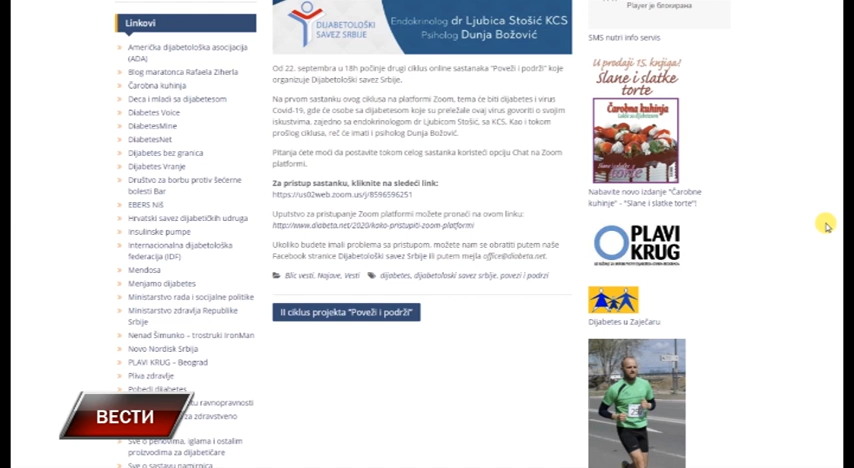 Linkovi
Američka dijabetološka asocijacija
(ADA)
Blog maratonca Rafaela Ziherla
Čarobna kuhinja
Deca i mladi sa dijabetesom
Diabetes Voice
DiabetesMine
DiabetesNet
Dijabetes bez granica
Dijabetes Vranje
Društvo za borbu protiv šećerne
bolesti Bar
EBERS Niš
Hrvatski savez dijabetičkih udruga
Insulinske pumpe
Internacionalna dijabetološka
federacija (IDF)
Mendosa
Menjamo dijabetes
Ministarstvo rada i socijalne politike
Ministarstvo zdravlja Republike
Srbije
Nenad Šimunko – trostruki IronMan
Novo Nordisk Srbija
PLAVI KRUG – Beograd
Pliva zdravlje
Pobedi dijabetes
ravnopravnosti
za zdravstveno
Sve o penovima, iglama i ostalim
proizvodima za dijabetičare
Sve o sastavu namirnica
ВЕСТИ
DIJABETOLOŠKI
SAVEZ SRBIJE
Endokrinolog dr Ljubica Stošić KCS
Psiholog Dunja Božović
Od 22. septembra u 18h počinje drugi ciklus online sastanaka "Poveži i podrži" koje
organizuje Dijabetološki savez Srbije.
Na prvom sastanku ovog ciklusa na platformi Zoom, tema će biti dijabetes i virus
Covid-19, gde će osobe sa dijabetesom koje su preležale ovaj virus govoriti o svojim
iskustvima, zajedno sa endokrinologom dr Ljubicom Stošić, sa KCS. Kao i tokom
prošlog ciklusa, reč će imati i psiholog Dunja Božović.
Pitanja ćete moći da postavite tokom celog sastanka koristeći opciju Chat na Zoom
platformi.
Za pristup sastanku, kliknite na sledeći link:
https://us02web.zoom.us/j/8596596251
Uputstvo za pristupanje Zoom platformi možete pronaći na ovom linku:
http://www.diabeta.net/2020/kako-pristupiti-zoom-platformi
Ukoliko budete imali problema sa pristupom, možete nam se obratiti putem naše
Facebook stranice Dijabetološki savez Srbije ili putem mejla office@diabeta.net.
Blic vesti, Najave, Vesti dijabetes, dijabetoloski savez srbije, povezi i podrzi
II ciklus projekta "Poveži i podrži"
Player је блокирана
SMS nutri info servis
U prodaji 15. knjiga!
Slane i slatke
torte
Čarobna kuhinja
Nabavite novo izdanje "Čarobne
kuhinje" - "Slane i slatke torte"!
PLAVI
KRUG
Dijabetes u Zaječaru